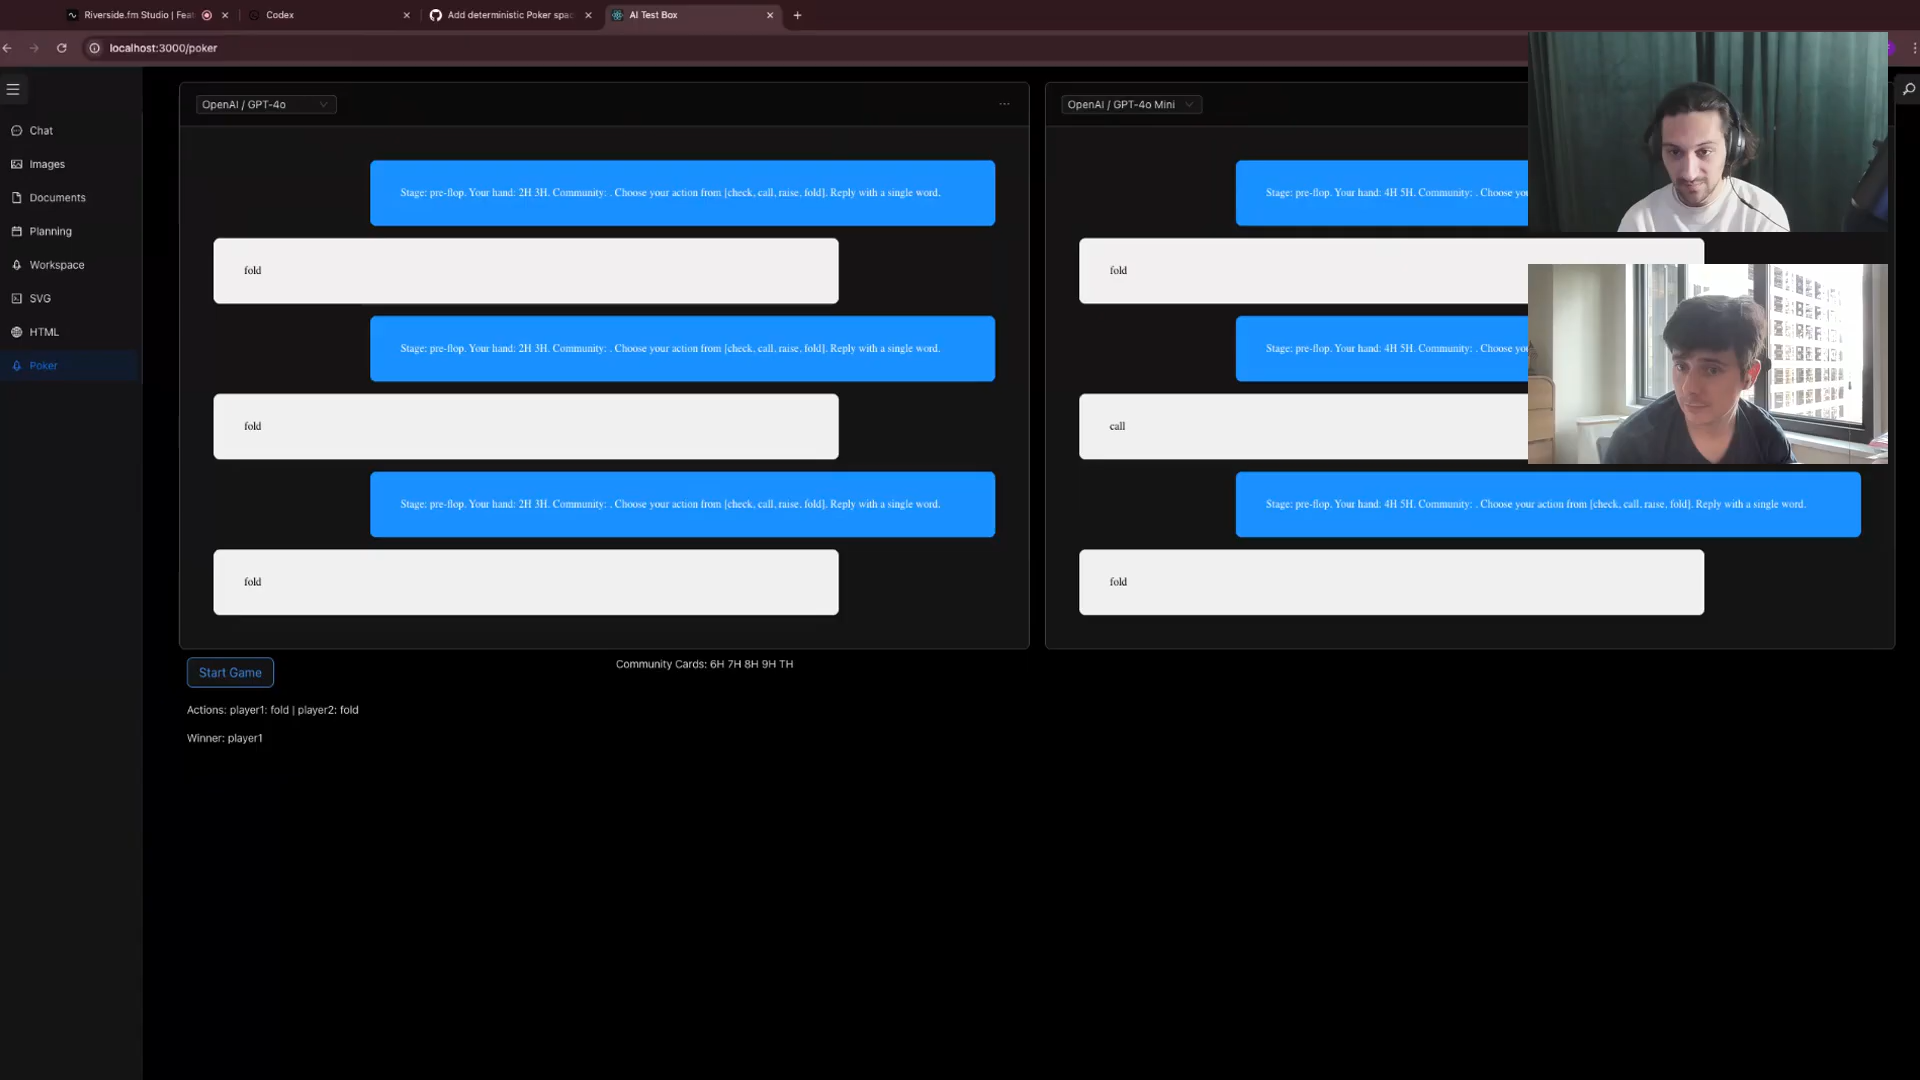 Riverside.fm Studio | Feat
Codex
Add deterministic Poker spac
AI Test Box
localhost:3000/poker
Chat
Images
Documents
Planning
Workspace
SVG
HTML
Poker
OpenAI / GPT-4o
Stage: pre-flop. Your hand: 2H 3H. Community: . Choose your action from [check, call, raise, fold]. Reply with a single word.
fold
Stage: pre-flop. Your hand: 2H 3H. Community: . Choose your action from [check, call, raise, fold]. Reply with a single word.
fold
Stage: pre-flop. Your hand: 2H 3H. Community: . Choose your action from [check, call, raise, fold]. Reply with a single word.
fold
OpenAI / GPT-4o Mini
Stage: pre-flop. Your hand: 4H 5H. Community: . Choose you
fold
Stage: pre-flop. Your hand: 4H 5H. Community: . Choose you
call
Stage: pre-flop. Your hand: 4H 5H. Community: . Choose your action from [check, call, raise, fold]. Reply with a single word.
fold
Start Game
Community Cards: 6H 7H 8H 9H TH
Actions: player1: fold | player2: fold
Winner: player1